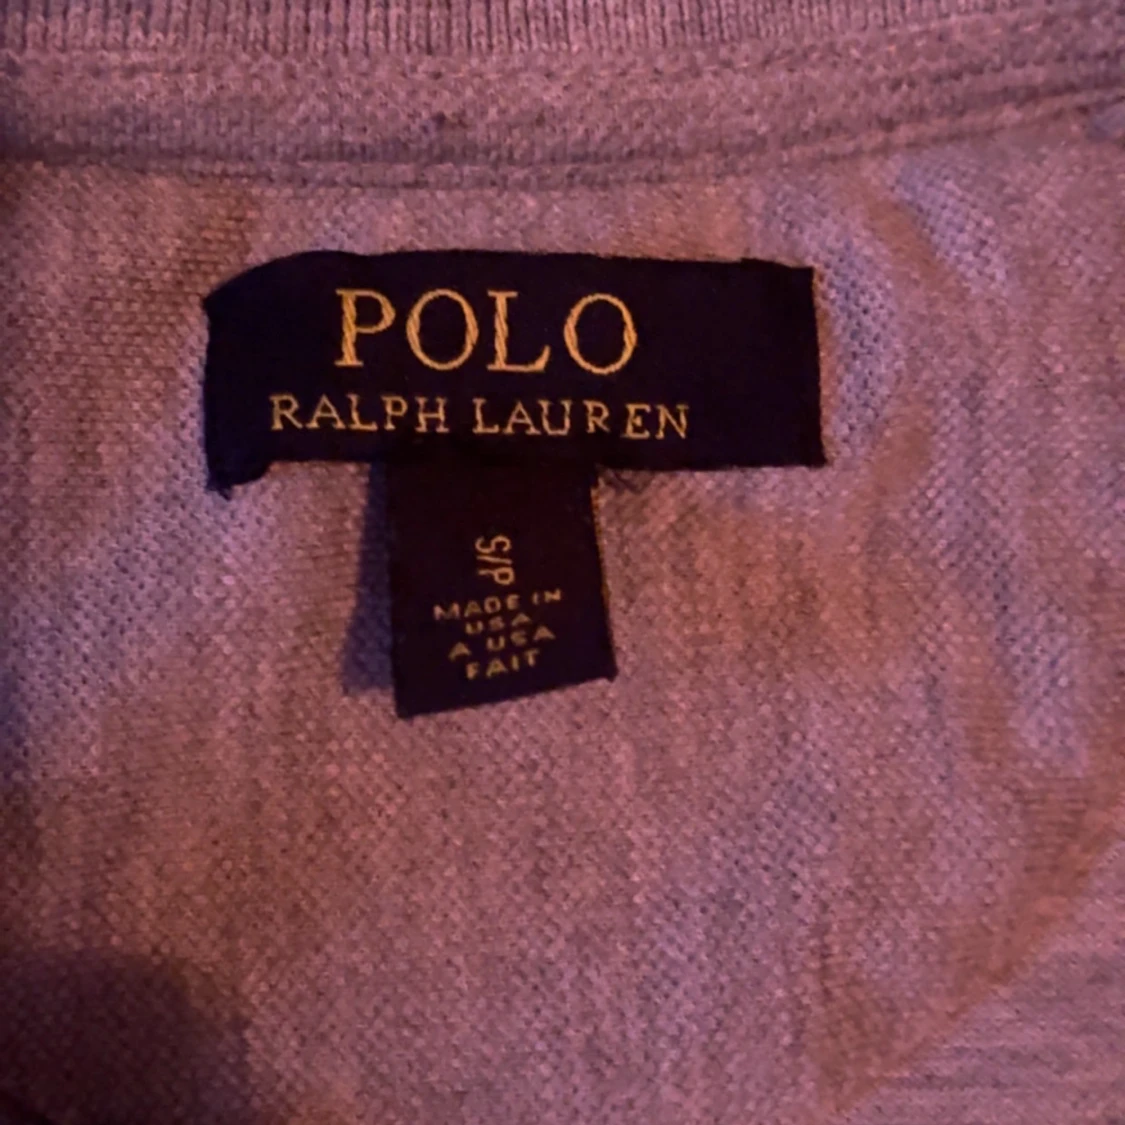 POLO
RALPH LAUREN
S/P
MADE IN
USA
A USA
FAIT